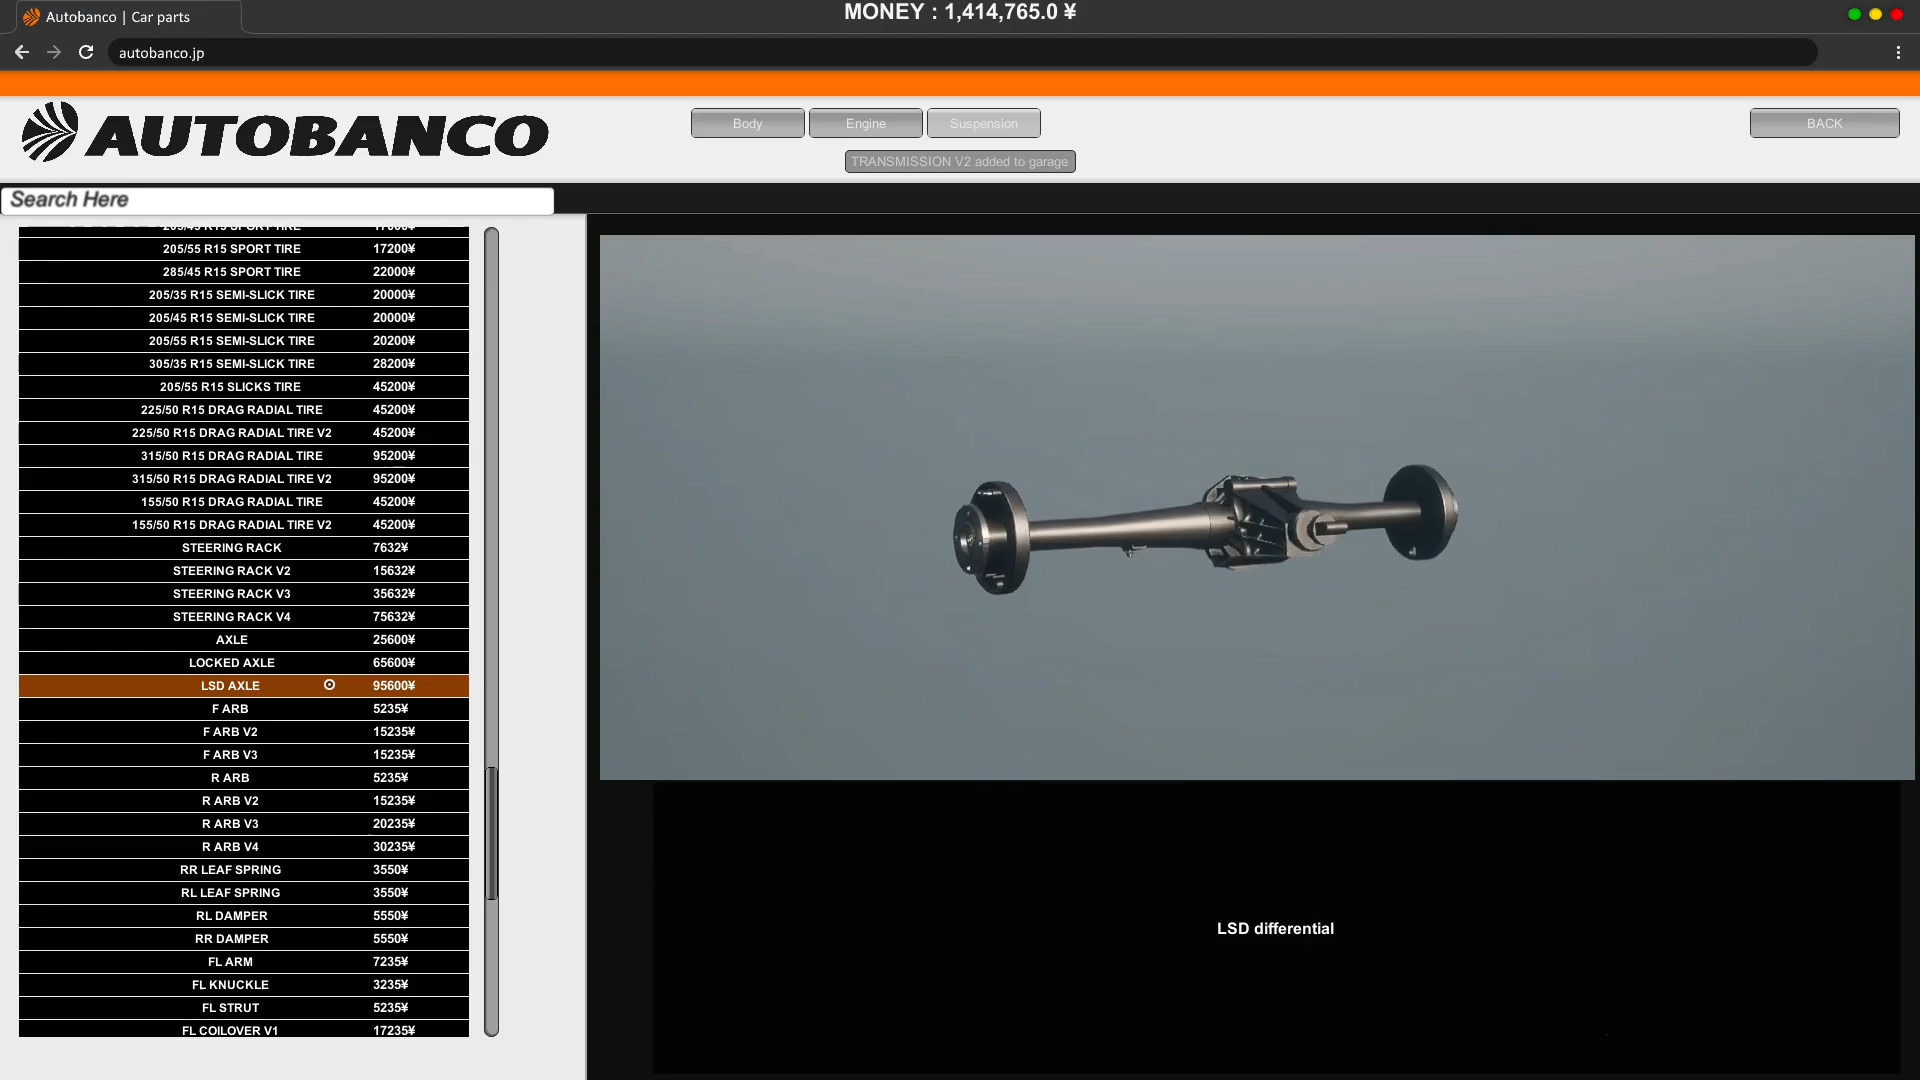 Autobanco | Car parts
MONEY : 1,414,765.0 ¥
autobanco.jp
AUTOBANCO
Body
Engine
Suspension
BACK
TRANSMISSION V2 added to garage
Search Here
205/45 R15 SPORT TIRE 17000¥
205/55 R15 SPORT TIRE 17200¥
285/45 R15 SPORT TIRE 22000¥
205/35 R15 SEMI-SLICK TIRE 20000¥
205/45 R15 SEMI-SLICK TIRE 20000¥
205/55 R15 SEMI-SLICK TIRE 20200¥
305/35 R15 SEMI-SLICK TIRE 28200¥
205/55 R15 SLICKS TIRE 45200¥
225/50 R15 DRAG RADIAL TIRE 45200¥
225/50 R15 DRAG RADIAL TIRE V2 45200¥
315/50 R15 DRAG RADIAL TIRE 95200¥
315/50 R15 DRAG RADIAL TIRE V2 95200¥
155/50 R15 DRAG RADIAL TIRE 45200¥
155/50 R15 DRAG RADIAL TIRE V2 45200¥
STEERING RACK 7632¥
STEERING RACK V2 15632¥
STEERING RACK V3 35632¥
STEERING RACK V4 75632¥
AXLE 25600¥
LOCKED AXLE 65600¥
LSD AXLE 95600¥
F ARB 5235¥
F ARB V2 15235¥
F ARB V3 15235¥
R ARB 5235¥
R ARB V2 15235¥
R ARB V3 20235¥
R ARB V4 30235¥
RR LEAF SPRING 3550¥
RL LEAF SPRING 3550¥
RL DAMPER 5550¥
RR DAMPER 5550¥
FL ARM 7235¥
FL KNUCKLE 3235¥
FL STRUT 5235¥
FL COILOVER V1 17235¥
LSD differential